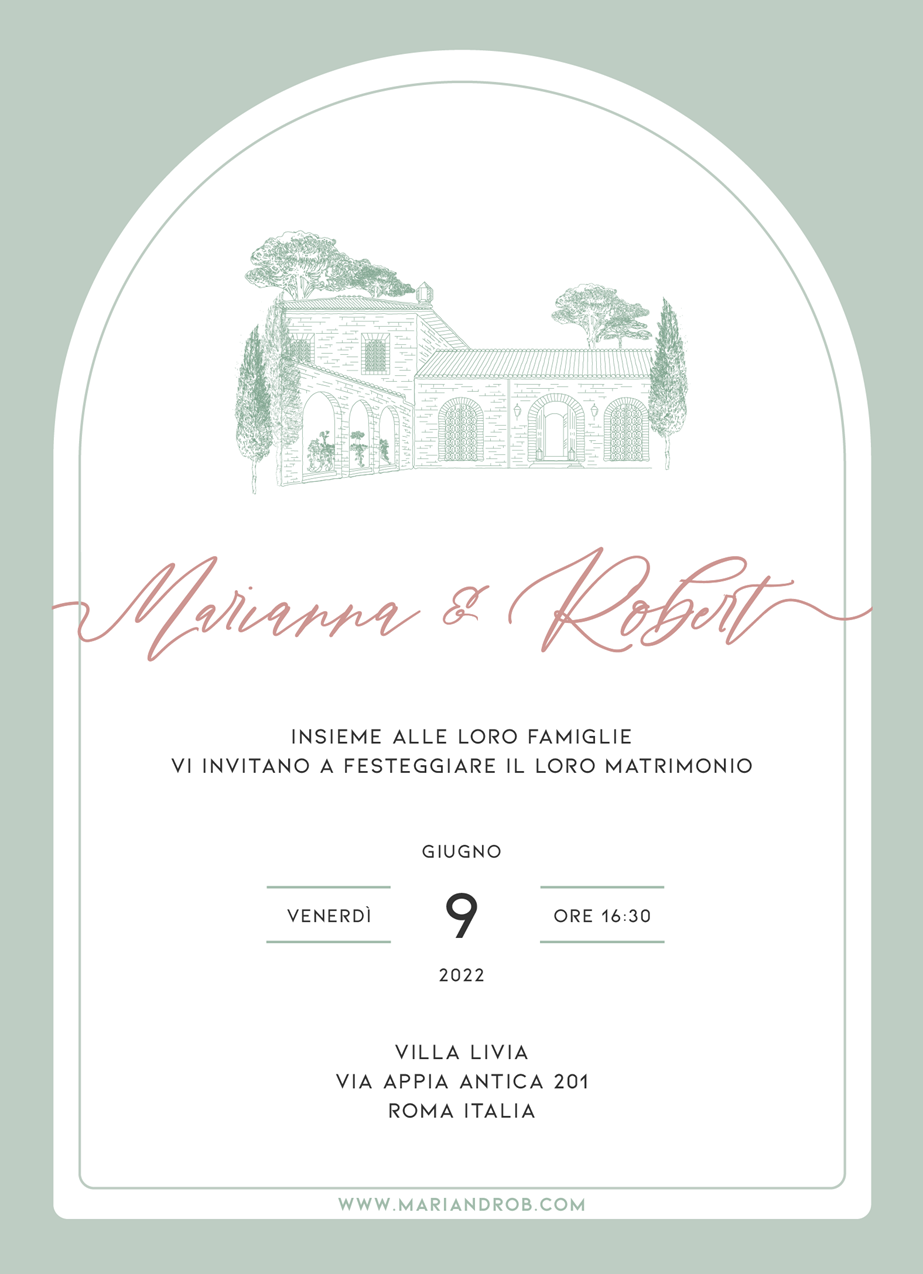 Marianna & Robert
INSIEME ALLE LORO FAMIGLIE
VI INVITANO A FESTEGGIARE IL LORO MATRIMONIO
GIUGNO
VENERDÌ 9 ORE 16:30
2022
VILLA LIVIA
VIA APPIA ANTICA 201
ROMA ITALIA
WWW.MARIANDROB.COM